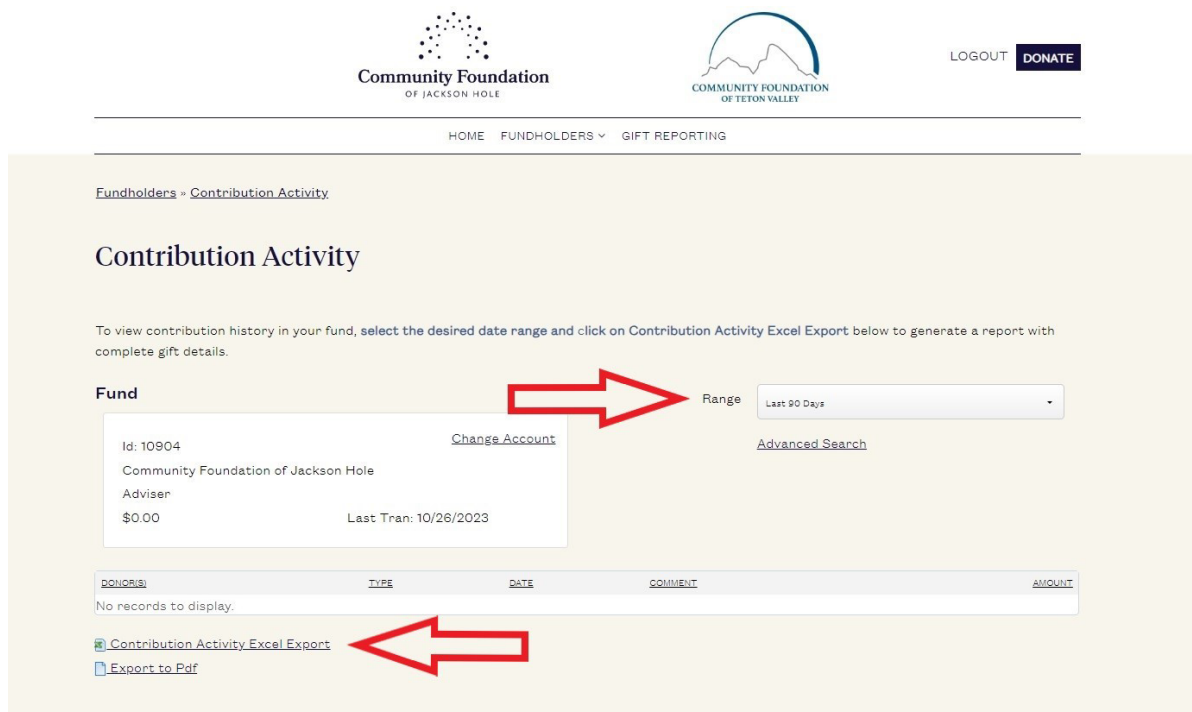 Community Foundation
OF JACKSON HOLE
COMMUNITY FOUNDATION
OF TETON VALLEY
LOGOUT DONATE
HOME FUNDHOLDERS GIFT REPORTING
Fundholders » Contribution Activity
Contribution Activity
To view contribution history in your fund, select the desired date range and click on Contribution Activity Excel Export below to generate a report with
complete gift details.
Fund
Range Last 90 Days
Id: 10904 Change Account
Advanced Search
Community Foundation of Jackson Hole
Adviser
$0.00 Last Tran: 10/26/2023
DONOR(S) TYPE DATE COMMENT AMOUNT
No records to display.
Contribution Activity Excel Export
Export to Pdf